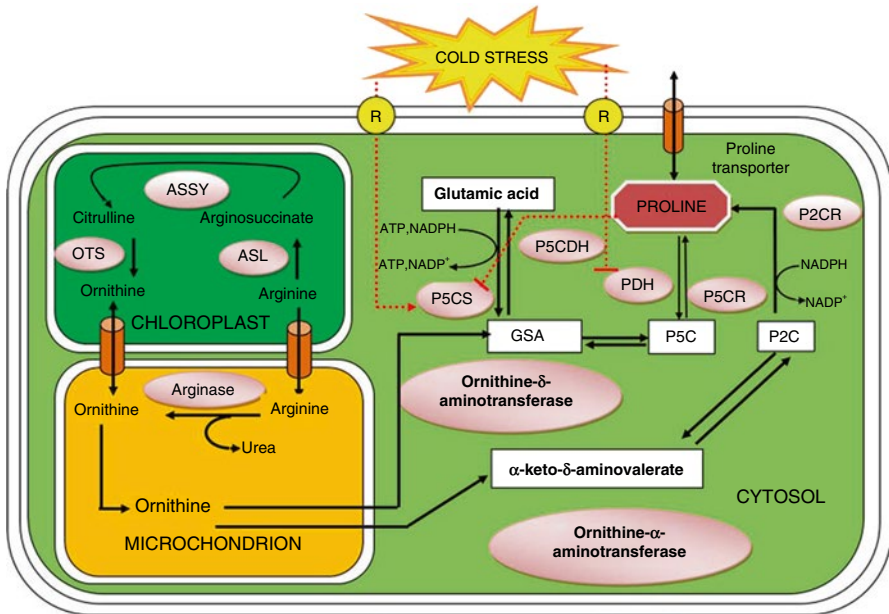 COLD STRESS
R
R
Proline
transporter
ASSY
Citrulline
Arginosuccinate
OTS
ASL
Ornithine
Arginine
CHLOROPLAST
Glutamic acid
ATP,NADPH
ATP,NADP⁺
P5CS
P5CDH
PROLINE
P2CR
PDH
P5CR
NADPH
NADP⁺
GSA
P5C
P2C
Arginase
Ornithine
Arginine
Urea
Ornithine
MICROCHONDRION
Ornithine-δ-
aminotransferase
α-keto-δ-aminovalerate
CYTOSOL
Ornithine-α-
aminotransferase